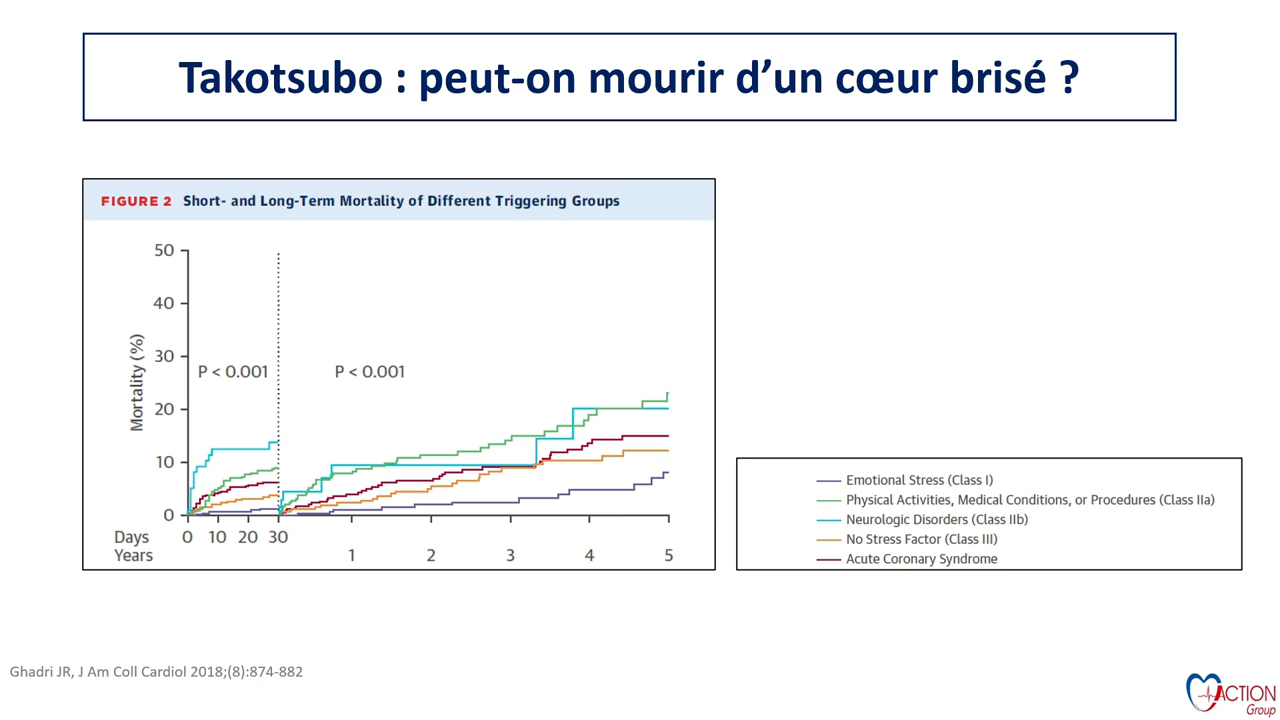 Takotsubo : peut-on mourir d’un cœur brisé ?
FIGURE 2 Short- and Long-Term Mortality of Different Triggering Groups
50
40
30
20
10
0
Mortality (%)
P < 0.001
P < 0.001
Days 0 10 20 30
Years 1 2 3 4 5
Emotional Stress (Class I)
Physical Activities, Medical Conditions, or Procedures (Class IIa)
Neurologic Disorders (Class IIb)
No Stress Factor (Class III)
Acute Coronary Syndrome
Ghadri JR, J Am Coll Cardiol 2018;(8):874-882
ACTION
Group